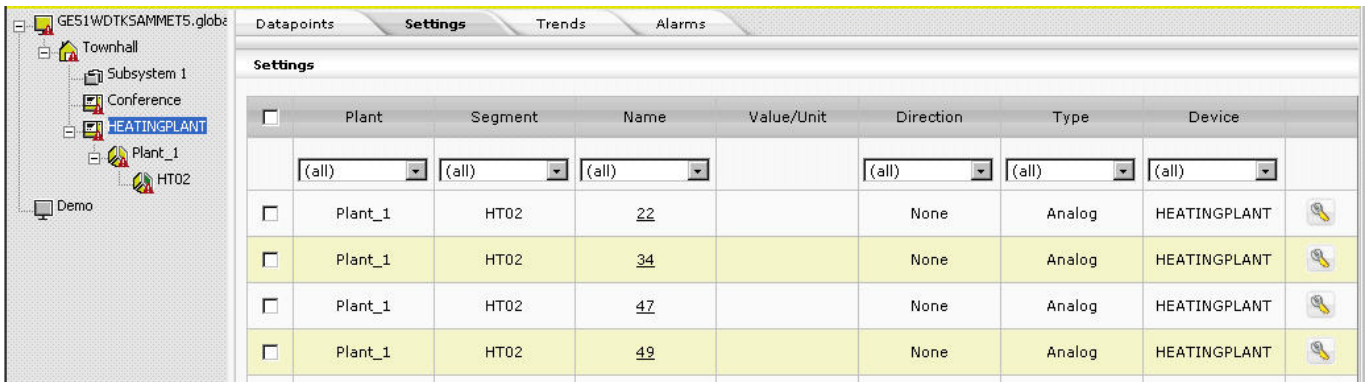 GE51WDTKSAMMET5.globa
Townhall
Subsystem 1
Conference
HEATINGPLANT
Plant_1
HT02
Demo
Datapoints Settings Trends Alarms
Settings
Plant Segment Name Value/Unit Direction Type Device
(all) (all) (all) (all) (all) (all)
Plant_1 HT02 22 None Analog HEATINGPLANT
Plant_1 HT02 34 None Analog HEATINGPLANT
Plant_1 HT02 47 None Analog HEATINGPLANT
Plant_1 HT02 49 None Analog HEATINGPLANT